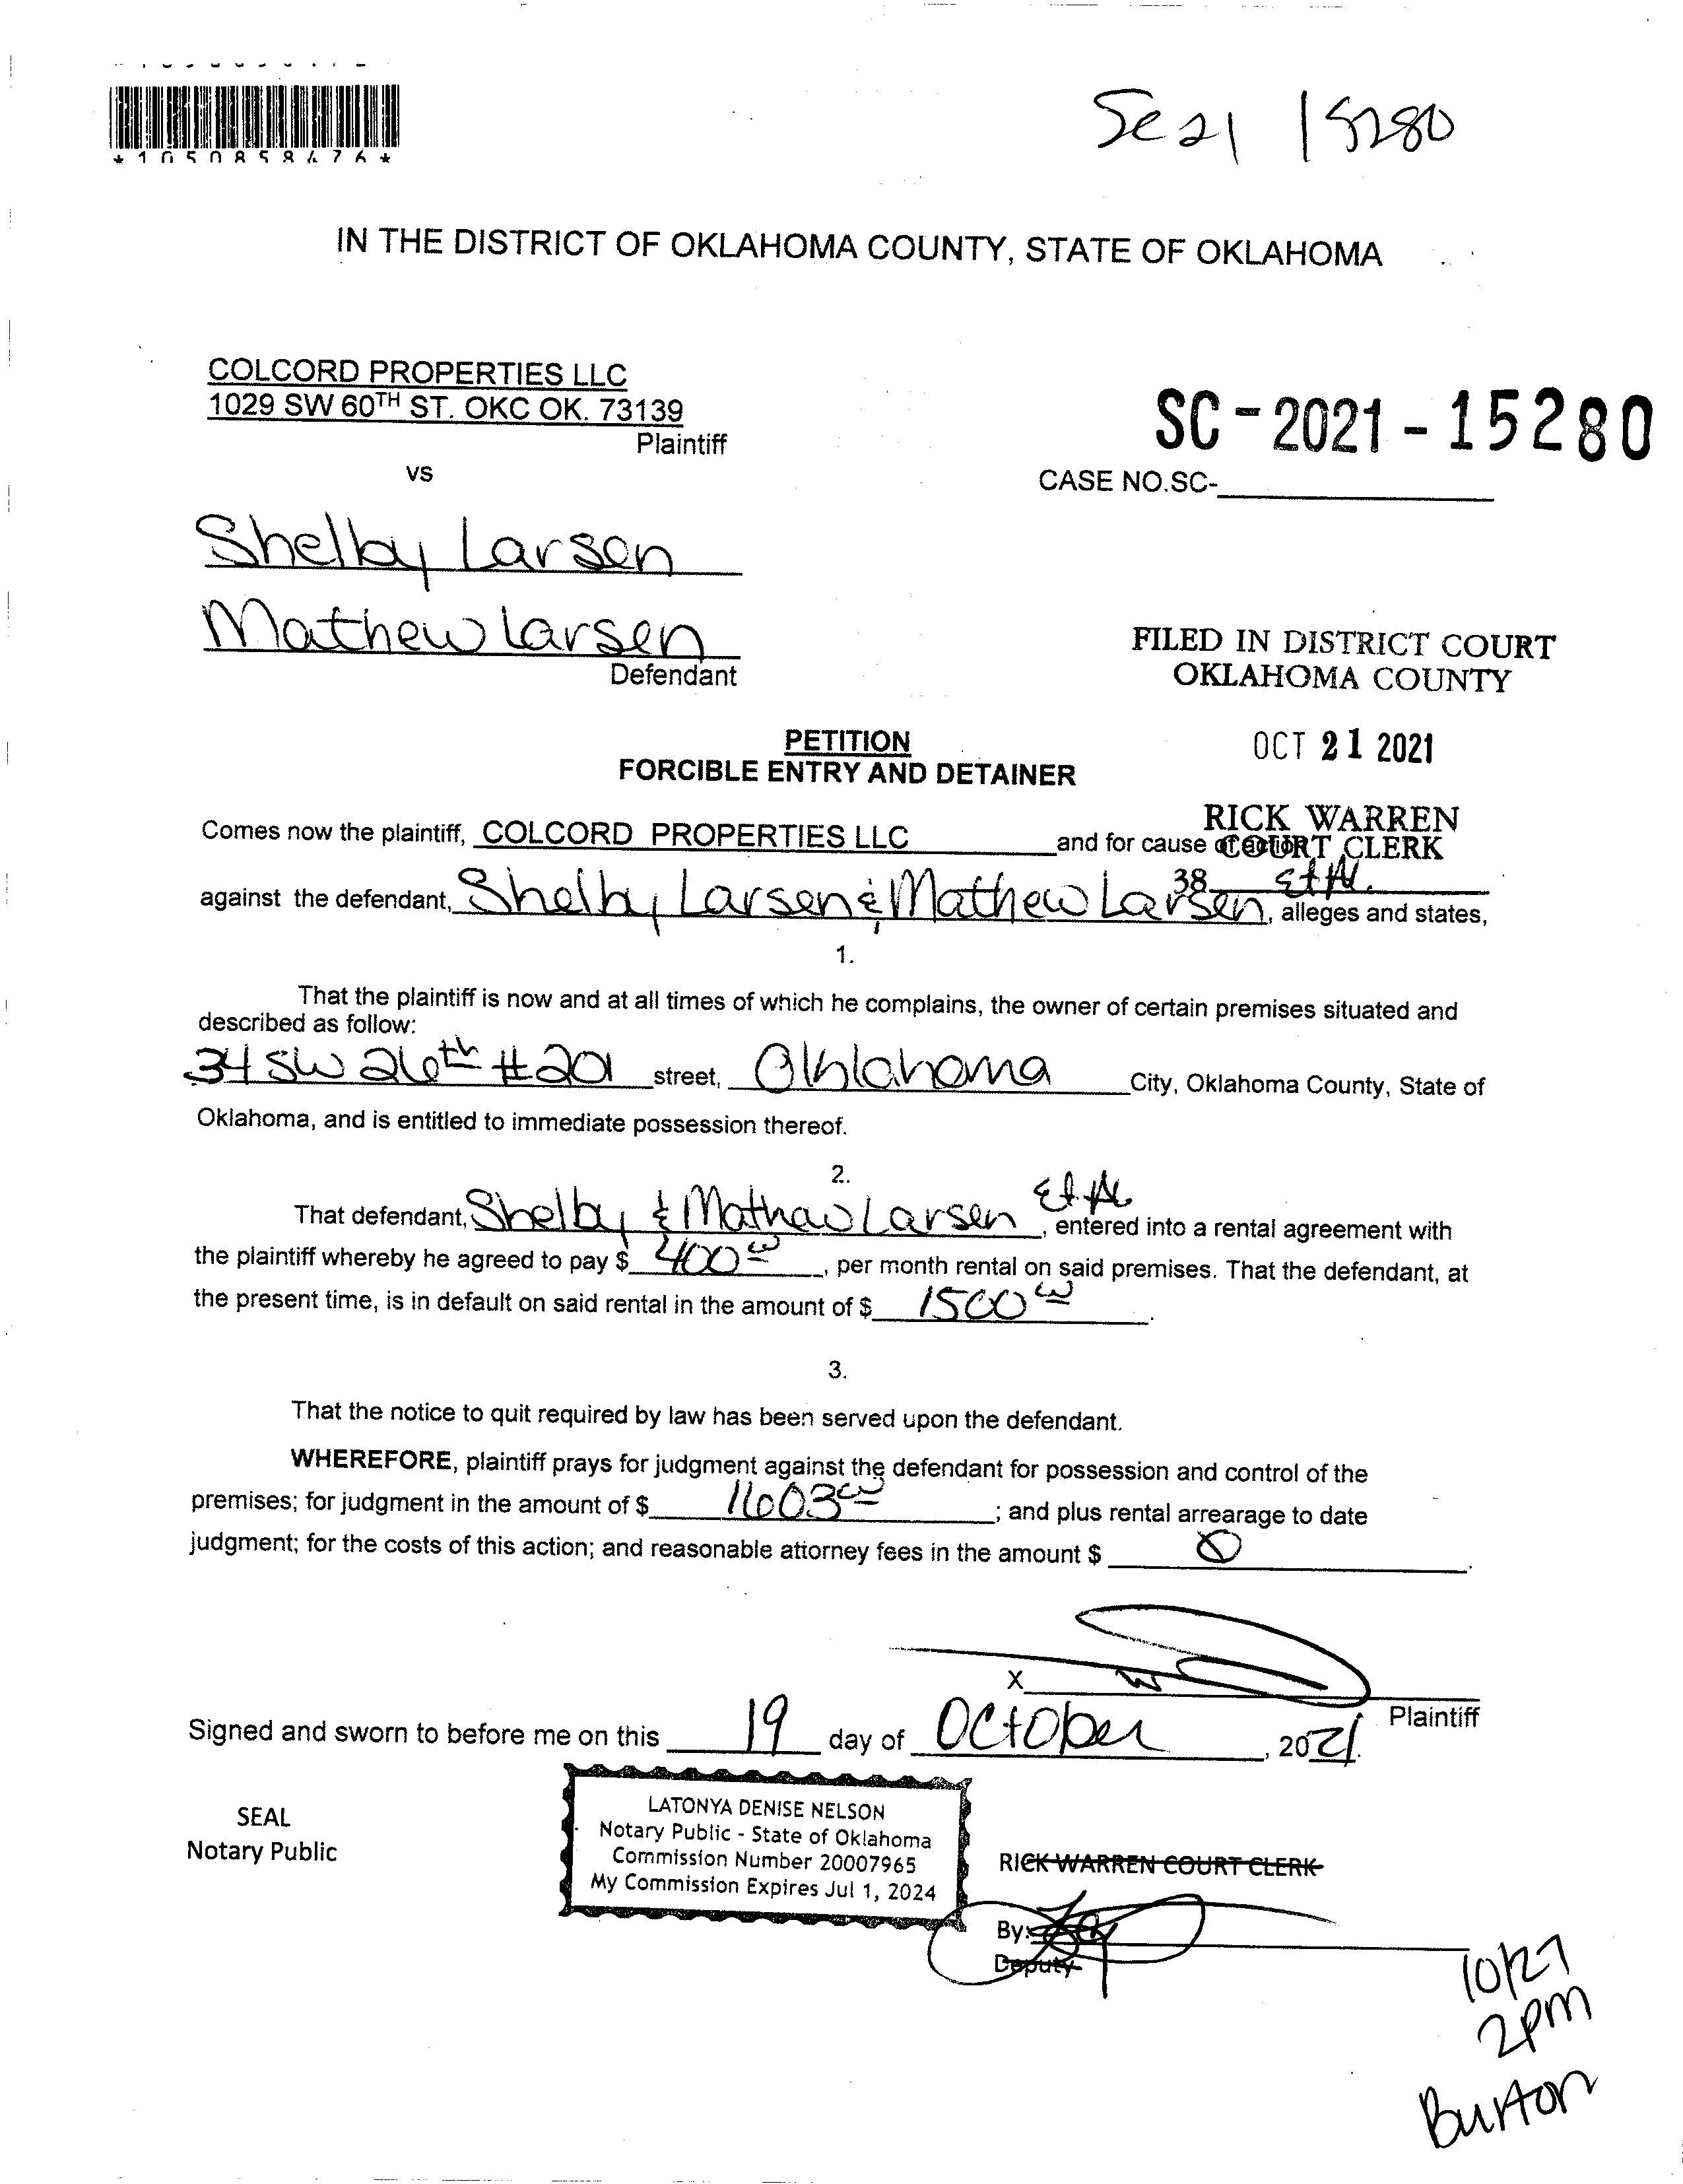 *1050858476*
Sc 21 15280
IN THE DISTRICT OF OKLAHOMA COUNTY, STATE OF OKLAHOMA
COLCORD PROPERTIES LLC
1029 SW 60TH ST. OKC OK. 73139
Plaintiff
vs
SC-2021-15280
CASE NO.SC-
Shelby Larsen
Mathew Larsen
Defendant
FILED IN DISTRICT COURT
OKLAHOMA COUNTY
OCT 21 2021
RICK WARREN
COURT CLERK
38
PETITION
FORCIBLE ENTRY AND DETAINER
Comes now the plaintiff, COLCORD PROPERTIES LLC and for cause of action
against the defendant, Shelby Larsen & Mathew Larsen Et Al., alleges and states,
1.
That the plaintiff is now and at all times of which he complains, the owner of certain premises situated and
described as follow:
34 SW 26th #201 street, Oklahoma City, Oklahoma County, State of
Oklahoma, and is entitled to immediate possession thereof.
2.
That defendant, Shelby & Mathew Larsen Et Al, entered into a rental agreement with
the plaintiff whereby he agreed to pay $ 400 00, per month rental on said premises. That the defendant, at
the present time, is in default on said rental in the amount of $ 1500 00.
3.
That the notice to quit required by law has been served upon the defendant.
WHEREFORE, plaintiff prays for judgment against the defendant for possession and control of the
premises; for judgment in the amount of $ 1603 00; and plus rental arrearage to date
judgment; for the costs of this action; and reasonable attorney fees in the amount $ 0.
X
Plaintiff
Signed and sworn to before me on this 19 day of October, 2021.
SEAL
Notary Public
LATONYA DENISE NELSON
Notary Public - State of Oklahoma
Commission Number 20007965
My Commission Expires Jul 1, 2024
RICK WARREN COURT CLERK
By:
Deputy
10/27
2pm
Burton